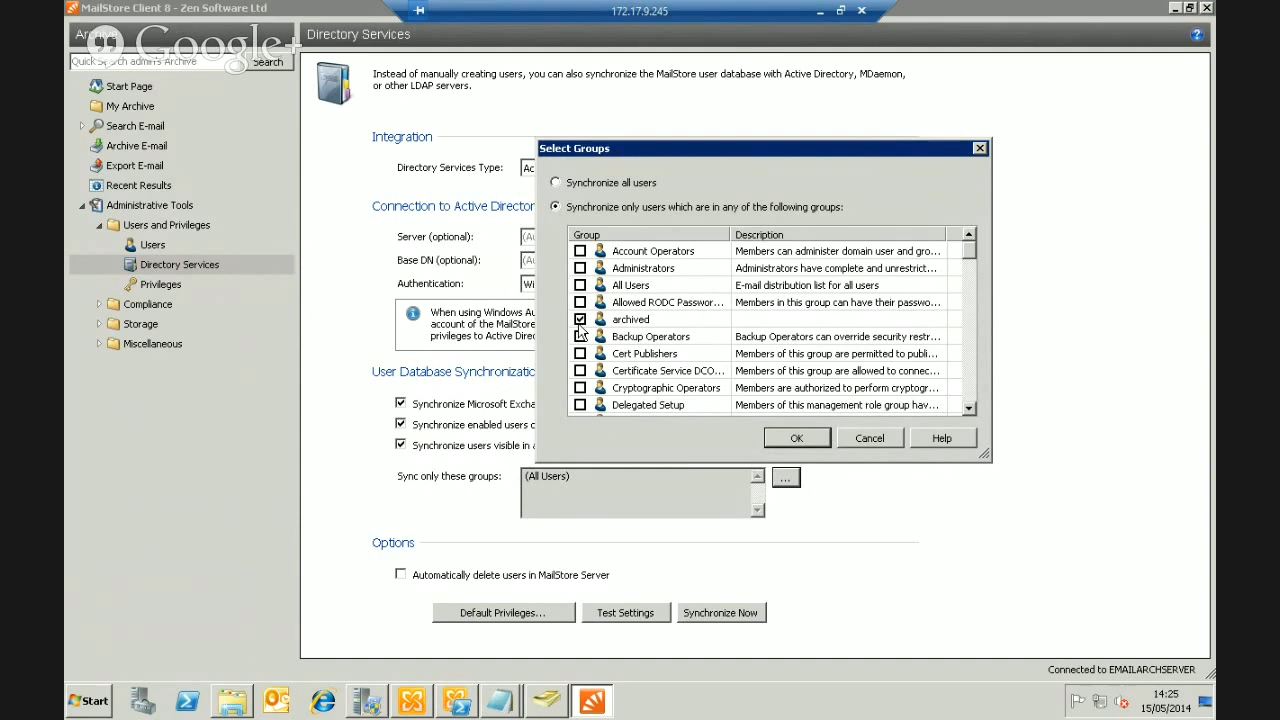 MailStore Client 8 - Zen Software Ltd
172.17.9.245
Directory Services
Google+
Search
Start Page
My Archive
Search E-mail
Archive E-mail
Export E-mail
Recent Results
Administrative Tools
Users and Privileges
Users
Directory Services
Privileges
Compliance
Storage
Miscellaneous
Instead of manually creating users, you can also synchronize the MailStore user database with Active Directory, MDaemon,
or other LDAP servers.
Integration
Directory Services Type: Ac
Connection to Active Director
Server (optional): (Au
Base DN (optional): (Au
Authentication: Wi
When using Windows Au
account of the MailStore
privileges to Active Direc
User Database Synchronizatio
Synchronize Microsoft Excha
Synchronize enabled users o
Synchronize users visible in a
Sync only these groups: (All Users) ...
Options
Automatically delete users in MailStore Server
Default Privileges... Test Settings Synchronize Now
Select Groups
Synchronize all users
Synchronize only users which are in any of the following groups:
Group Description
Account Operators Members can administer domain user and gro...
Administrators Administrators have complete and unrestrict...
All Users E-mail distribution list for all users
Allowed RODC Passwor... Members in this group can have their passwo...
archived
Backup Operators Backup Operators can override security restr...
Cert Publishers Members of this group are permitted to publi...
Certificate Service DCO... Members of this group are allowed to connec...
Cryptographic Operators Members are authorized to perform cryptogr...
Delegated Setup Members of this management role group hav...
OK Cancel Help
Connected to EMAILARCHSERVER
Start
14:25
15/05/2014